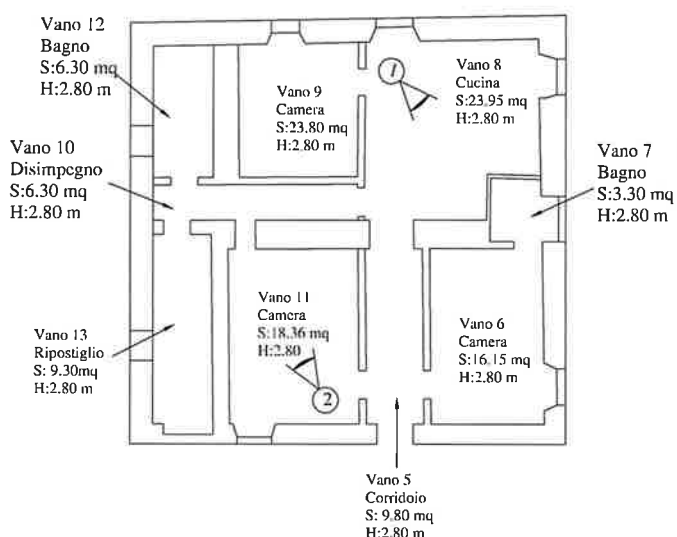 Vano 12
Bagno
S:6.30 mq
H:2.80 m
Vano 9
Camera
S:23.80 mq
H:2.80 m
1
Vano 8
Cucina
S:23.95 mq
H:2.80 m
Vano 10
Disimpegno
S:6.30 mq
H:2.80 m
Vano 7
Bagno
S:3.30 mq
H:2.80 m
Vano 11
Camera
S:18.36 mq
H:2.80
2
Vano 6
Camera
S:16.15 mq
H:2.80 m
Vano 13
Ripostiglio
S: 9.30mq
H:2.80 m
Vano 5
Corridoio
S: 9.80 mq
H:2.80 m